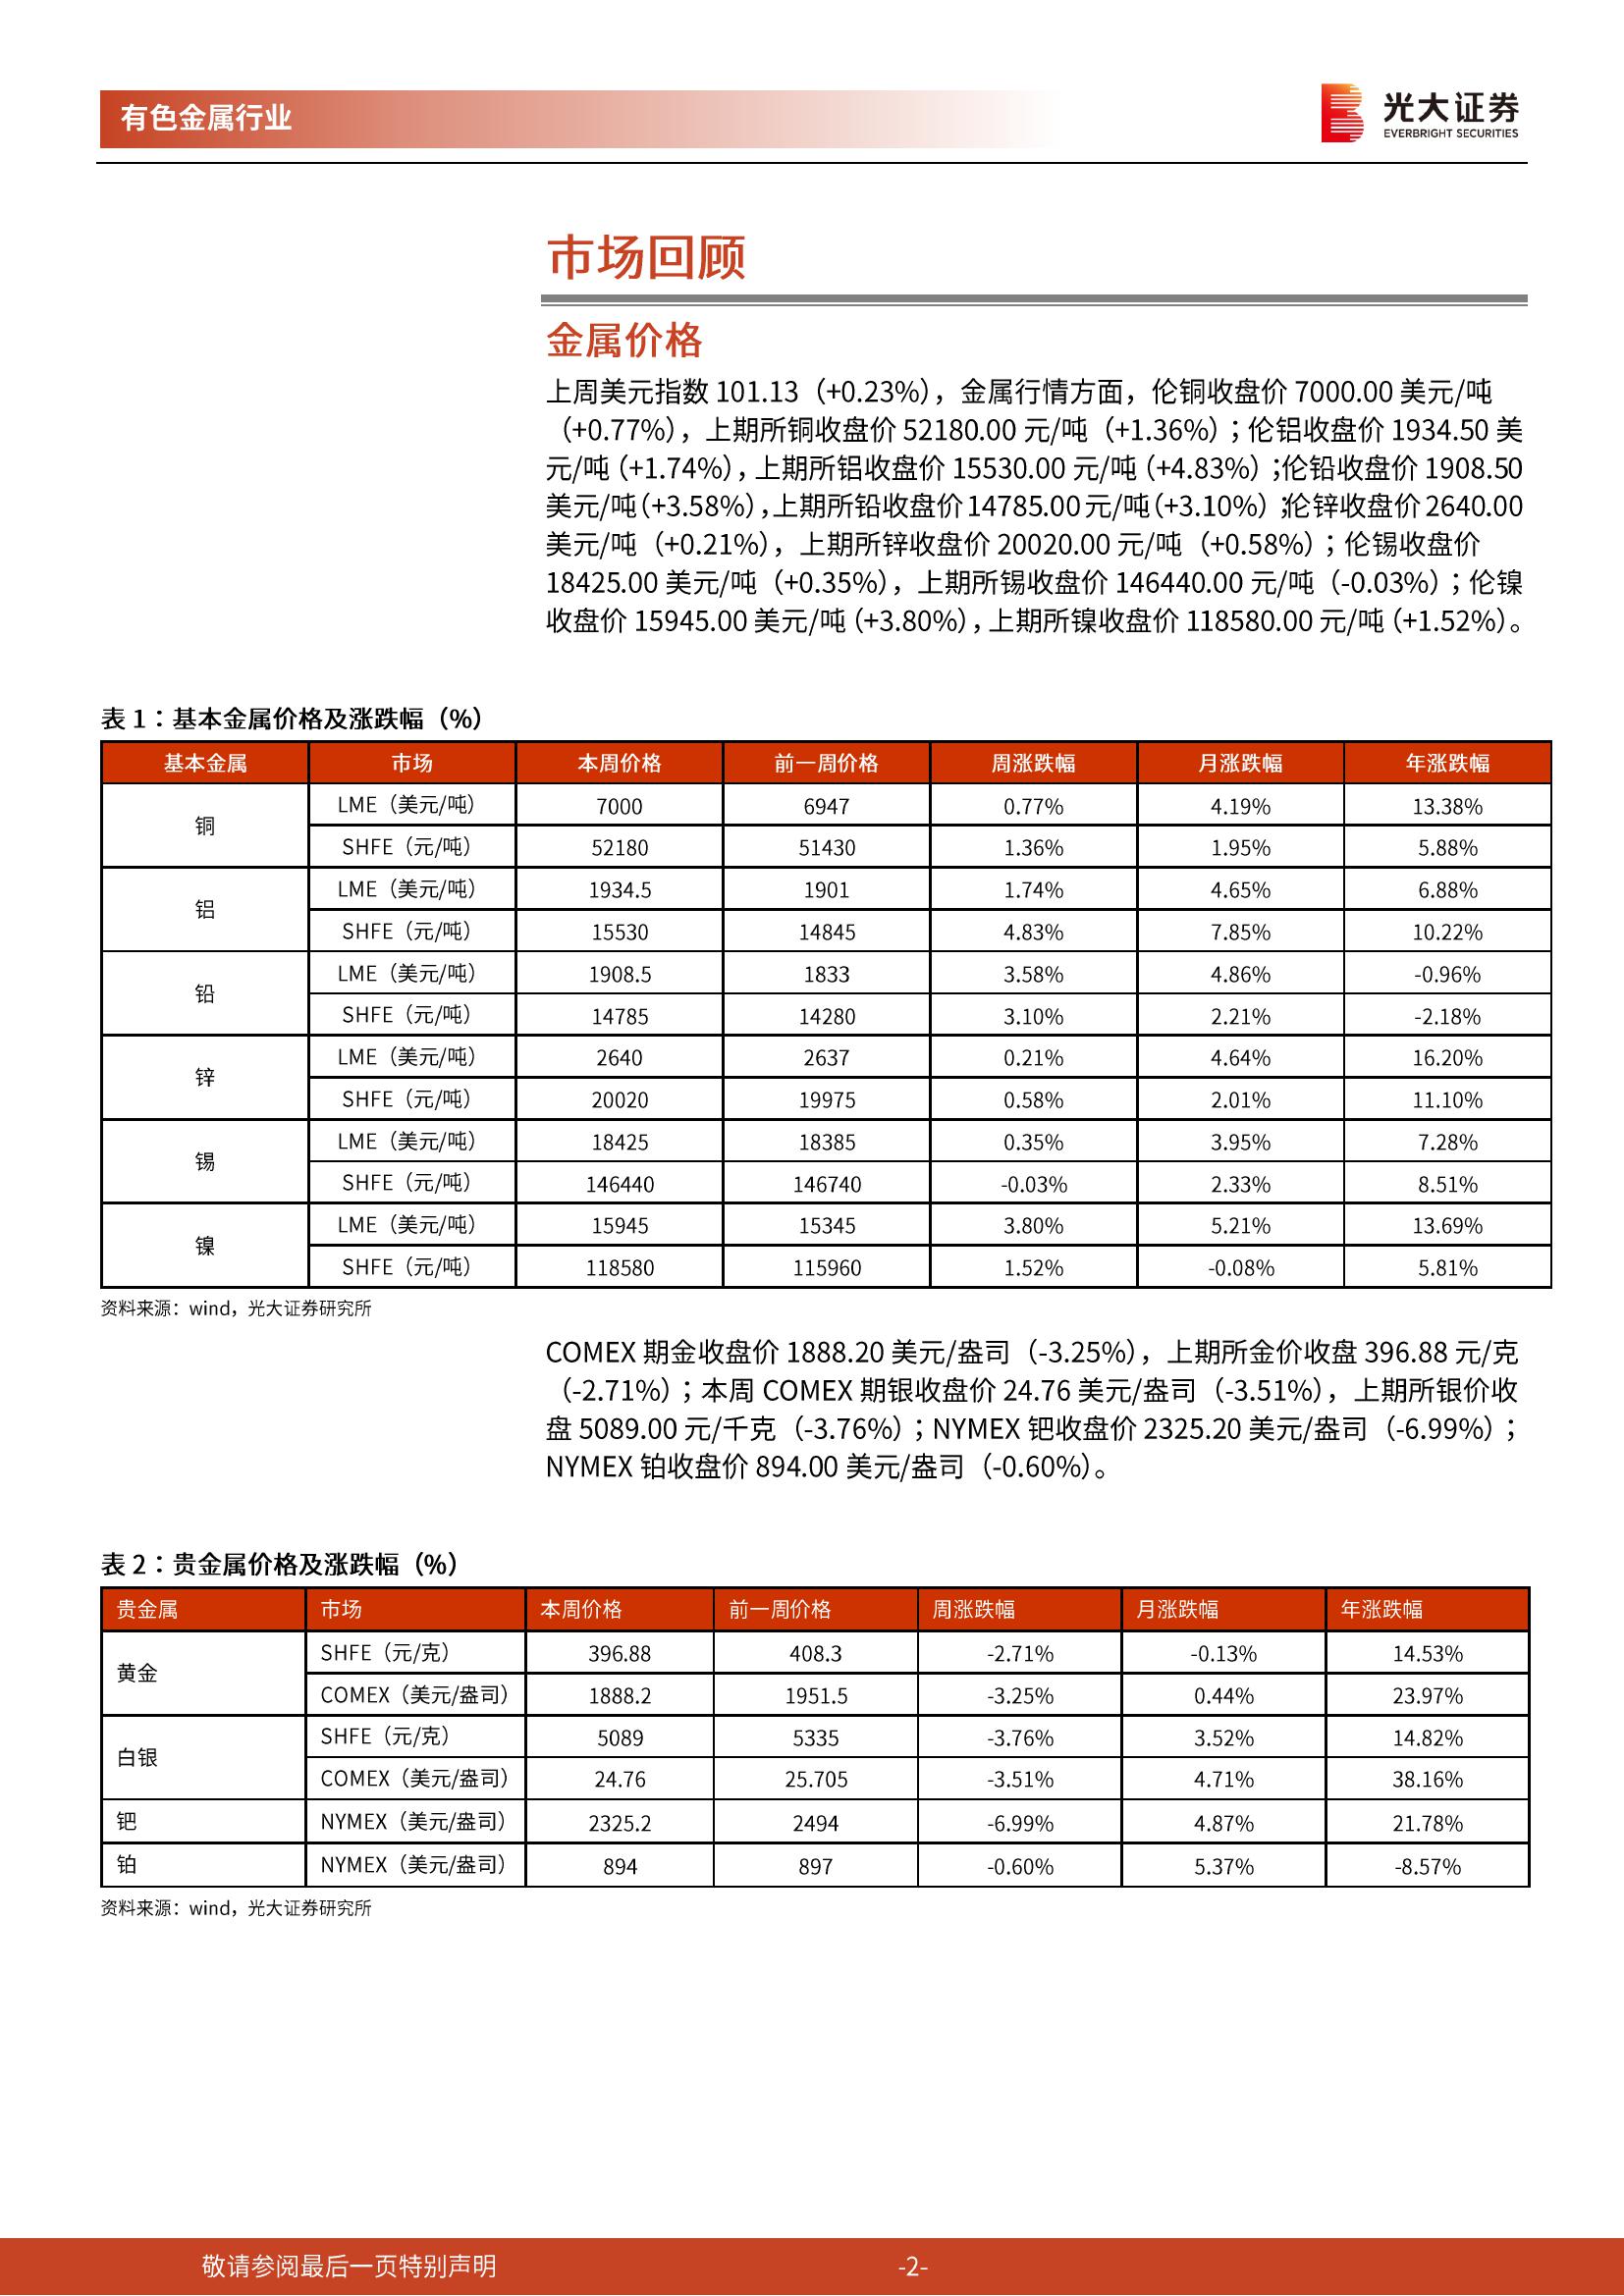 有色金属行业
光大证券
EVERBRIGHT SECURITIES
市场回顾
金属价格
上周美元指数 101.13（+0.23%），金属行情方面，伦铜收盘价 7000.00 美元/吨
（+0.77%），上期所铜收盘价 52180.00 元/吨（+1.36%）；伦铝收盘价 1934.50 美
元/吨（+1.74%），上期所铝收盘价 15530.00 元/吨（+4.83%）；伦铅收盘价 1908.50
美元/吨（+3.58%），上期所铅收盘价 14785.00 元/吨（+3.10%）；伦锌收盘价 2640.00
美元/吨（+0.21%），上期所锌收盘价 20020.00 元/吨（+0.58%）；伦锡收盘价
18425.00 美元/吨（+0.35%），上期所锡收盘价 146440.00 元/吨（-0.03%）；伦镍
收盘价 15945.00 美元/吨（+3.80%），上期所镍收盘价 118580.00 元/吨（+1.52%）。
表 1：基本金属价格及涨跌幅（%）
基本金属 市场 本周价格 前一周价格 周涨跌幅 月涨跌幅 年涨跌幅
铜 LME（美元/吨） 7000 6947 0.77% 4.19% 13.38%
SHFE（元/吨） 52180 51430 1.36% 1.95% 5.88%
铝 LME（美元/吨） 1934.5 1901 1.74% 4.65% 6.88%
SHFE（元/吨） 15530 14845 4.83% 7.85% 10.22%
铅 LME（美元/吨） 1908.5 1833 3.58% 4.86% -0.96%
SHFE（元/吨） 14785 14280 3.10% 2.21% -2.18%
锌 LME（美元/吨） 2640 2637 0.21% 4.64% 16.20%
SHFE（元/吨） 20020 19975 0.58% 2.01% 11.10%
锡 LME（美元/吨） 18425 18385 0.35% 3.95% 7.28%
SHFE（元/吨） 146440 146740 -0.03% 2.33% 8.51%
镍 LME（美元/吨） 15945 15345 3.80% 5.21% 13.69%
SHFE（元/吨） 118580 115960 1.52% -0.08% 5.81%
资料来源：wind，光大证券研究所
COMEX 期金收盘价 1888.20 美元/盎司（-3.25%），上期所金价收盘 396.88 元/克
（-2.71%）；本周 COMEX 期银收盘价 24.76 美元/盎司（-3.51%），上期所银价收
盘 5089.00 元/千克（-3.76%）；NYMEX 钯收盘价 2325.20 美元/盎司（-6.99%）；
NYMEX 铂收盘价 894.00 美元/盎司（-0.60%）。
表 2：贵金属价格及涨跌幅（%）
贵金属 市场 本周价格 前一周价格 周涨跌幅 月涨跌幅 年涨跌幅
黄金 SHFE（元/克） 396.88 408.3 -2.71% -0.13% 14.53%
COMEX（美元/盎司） 1888.2 1951.5 -3.25% 0.44% 23.97%
白银 SHFE（元/克） 5089 5335 -3.76% 3.52% 14.82%
COMEX（美元/盎司） 24.76 25.705 -3.51% 4.71% 38.16%
钯 NYMEX（美元/盎司） 2325.2 2494 -6.99% 4.87% 21.78%
铂 NYMEX（美元/盎司） 894 897 -0.60% 5.37% -8.57%
资料来源：wind，光大证券研究所
敬请参阅最后一页特别声明 -2-